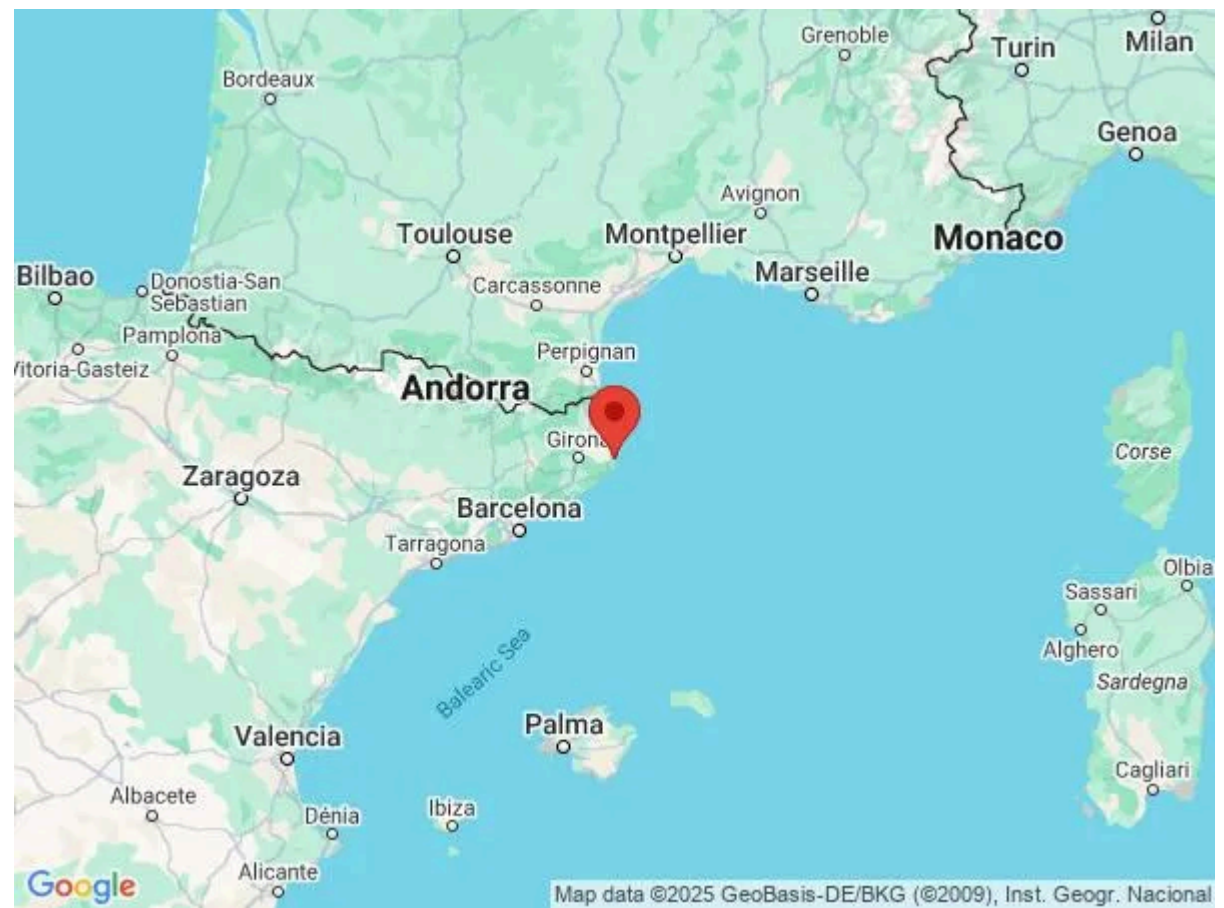 Grenoble
Turin
Milan
Bordeaux
Genoa
Avignon
Toulouse
Montpellier
Monaco
Marseille
Bilbao
Donostia-San
Sebastian
Carcassonne
Pamplona
Vitoria-Gasteiz
Perpignan
Andorra
Girona
Corse
Zaragoza
Barcelona
Tarragona
Olbia
Sassari
Alghero
Sardegna
Balearic Sea
Palma
Valencia
Cagliari
Albacete
Ibiza
Dénia
Alicante
Google
Map data ©2025 GeoBasis-DE/BKG (©2009), Inst. Geogr. Nacional